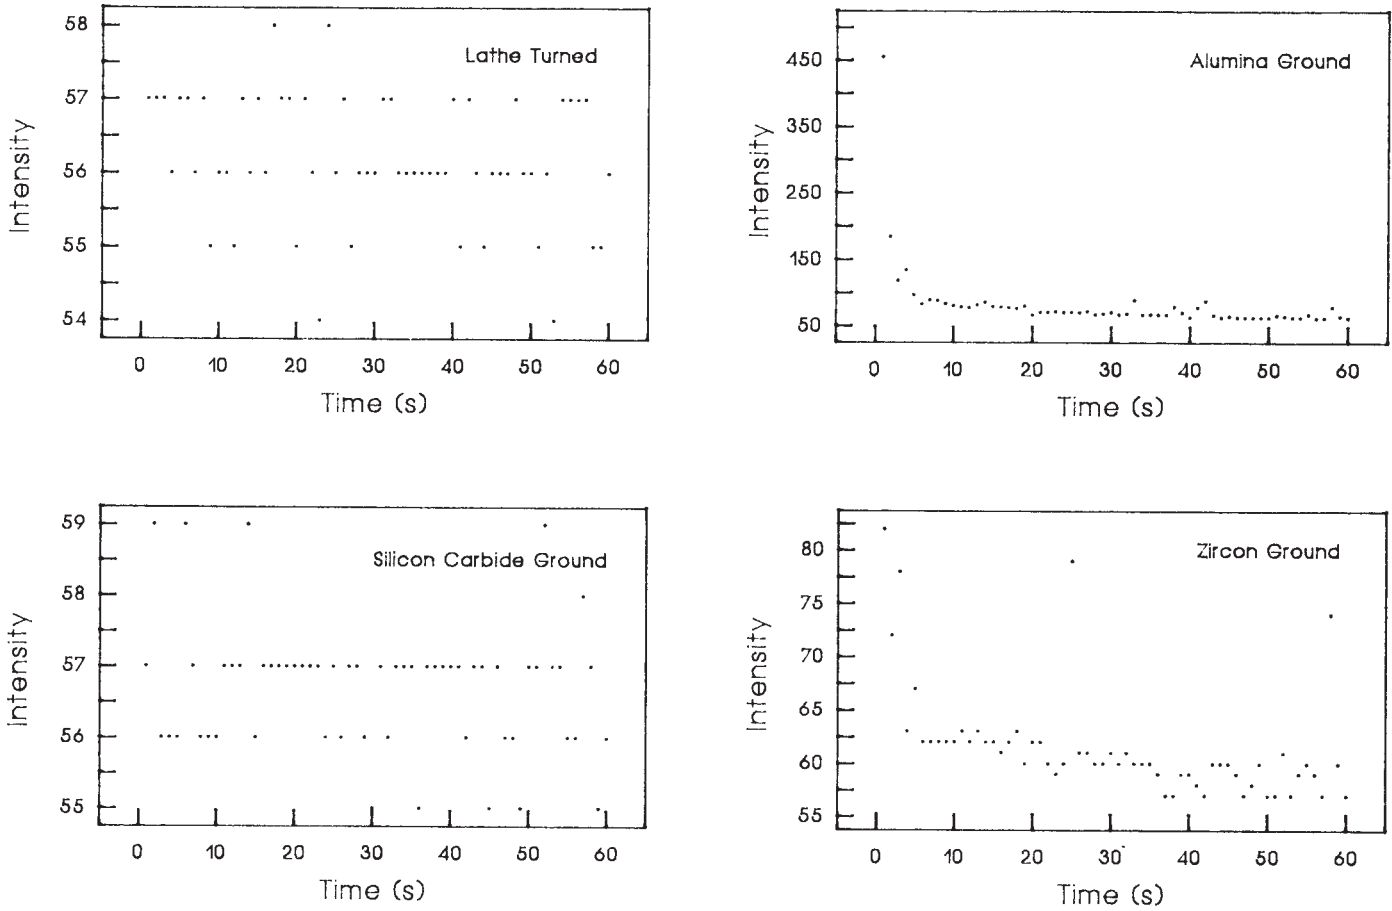 Lathe Turned
Intensity
58
57
56
55
54
0 10 20 30 40 50 60
Time (s)
Alumina Ground
Intensity
450
350
250
150
50
0 10 20 30 40 50 60
Time (s)
Silicon Carbide Ground
Intensity
59
58
57
56
55
0 10 20 30 40 50 60
Time (s)
Zircon Ground
Intensity
80
75
70
65
60
55
0 10 20 30 40 50 60
Time (s)